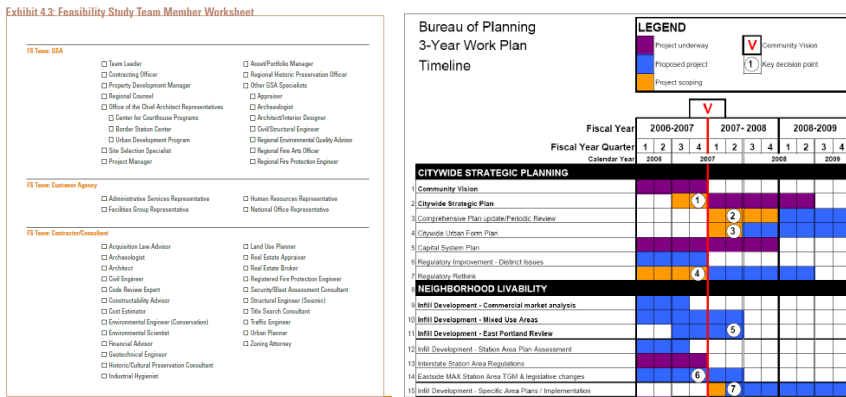 Exhibit 4.3: Feasibility Study Team Member Worksheet
FS Team: GSA
Team Leader
Contracting Officer
Property Development Manager
Regional Counsel
Office of the Chief Architect Representatives
Center for Courthouse Programs
Border Station Center
Urban Development Program
Site Selection Specialist
Project Manager
Asset/Portfolio Manager
Regional Historic Preservation Officer
Other GSA Specialists
Appraiser
Archaeologist
Architect/Interior Designer
Civil/Structural Engineer
Regional Environmental Quality Advisor
Regional Fine Arts Officer
Regional Fire Protection Engineer
FS Team: Customer Agency
Administrative Services Representative
Facilities Group Representative
Human Resources Representative
National Office Representative
FS Team: Contractor/Consultant
Acquisition Law Advisor
Archaeologist
Architect
Civil Engineer
Code Review Expert
Constructability Advisor
Cost Estimator
Environmental Engineer (Conservation)
Environmental Scientist
Financial Advisor
Geotechnical Engineer
Historic/Cultural Preservation Consultant
Industrial Hygienist
Land Use Planner
Real Estate Appraiser
Real Estate Broker
Registered Fire Protection Engineer
Security/Blast Assessment Consultant
Structural Engineer (Seismic)
Title Search Consultant
Traffic Engineer
Urban Planner
Zoning Attorney
Bureau of Planning
3-Year Work Plan
Timeline
LEGEND
Project underway
Proposed project
Project scoping
V Community Vision
1 Key decision point
V
Fiscal Year 2006-2007 2007-2008 2008-2009
Fiscal Year Quarter 1 2 3 4 1 2 3 4 1 2 3 4
Calendar Year 2006 2007 2008 2009
CITYWIDE STRATEGIC PLANNING
1 Community Vision
2 Citywide Strategic Plan 1
3 Comprehensive Plan update/Periodic Review 2
4 Citywide Urban Form Plan 3
5 Capital System Plan
6 Regulatory Improvement - Distinct Issues
7 Regulatory Rethink 4
8 NEIGHBORHOOD LIVABILITY
9 Infill Development - Commercial market analysis
10 Infill Development - Mixed Use Areas
11 Infill Development - East Portland Review 5
12 Infill Development - Station Area Plan Assessment
13 Interstate Station Area Regulations
14 Eastside MAX Station Area TGM & legislative changes 6
15 Infill Development - Specific Area Plans / Implementation 7